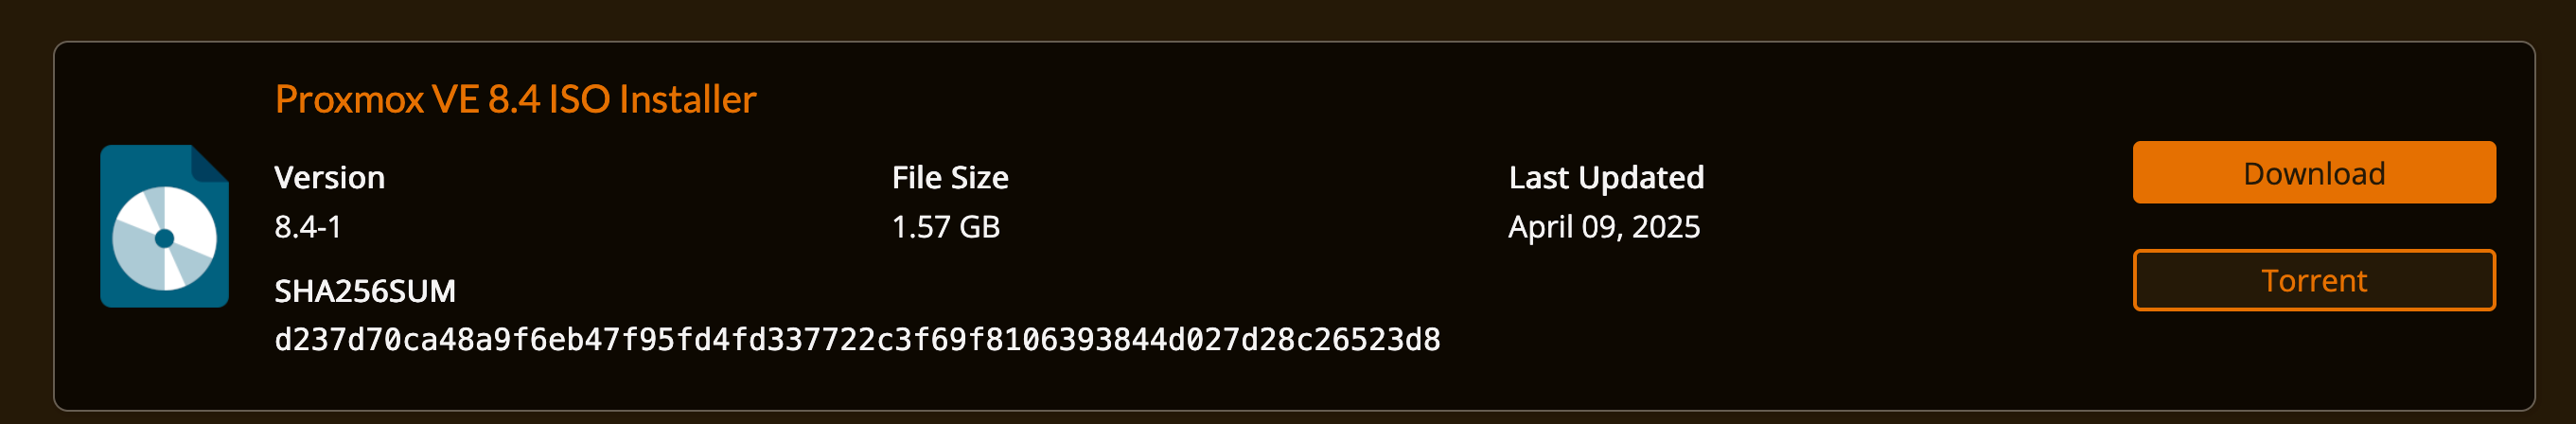 Proxmox VE 8.4 ISO Installer
Version
8.4-1
File Size
1.57 GB
Last Updated
April 09, 2025
SHA256SUM
d237d70ca48a9f6eb47f95fd4fd337722c3f69f8106393844d027d28c26523d8
Download
Torrent